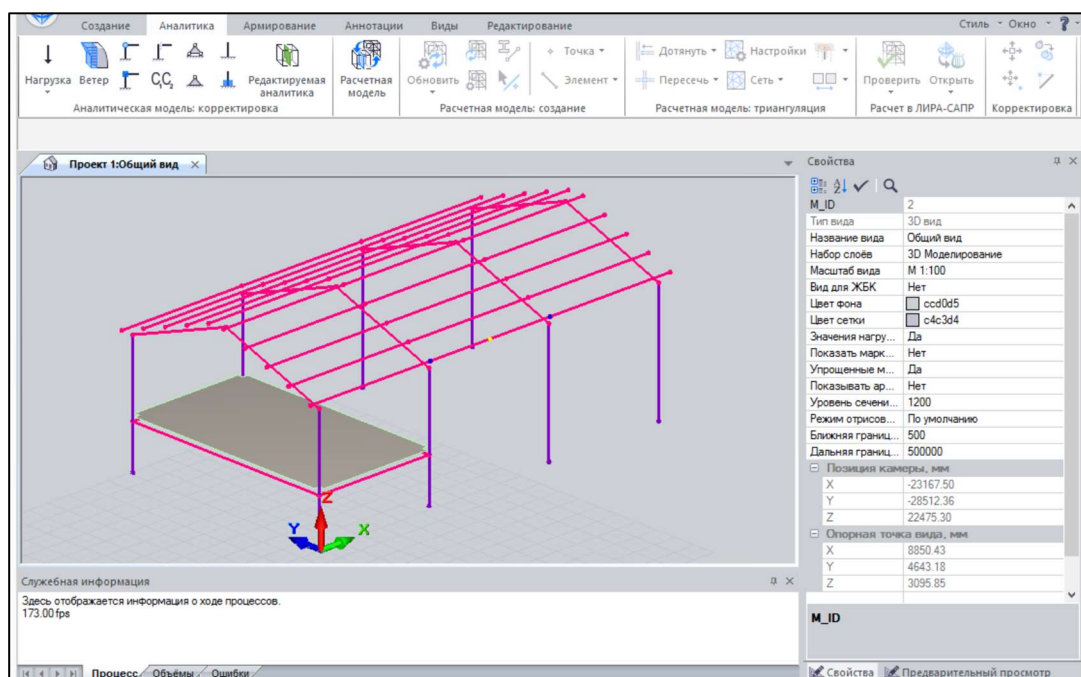 Создание Аналитика Армирование Аннотации Виды Редактирование Стиль Окно ?
Нагрузка Ветер C₁C₂ Редактируемая аналитика Расчетная модель Обновить Точка Элемент Дотянуть Пересечь Настройки Сеть Проверить Открыть
Аналитическая модель: корректировка Расчетная модель: создание Расчетная модель: триангуляция Расчет в ЛИРА-САПР Корректировка
Проект 1:Общий вид
Свойства
M_ID 2
Тип вида 3D вид
Название вида Общий вид
Набор слоёв 3D Моделирование
Масштаб вида М 1:100
Вид для ЖБК Нет
Цвет фона ccd0d5
Цвет сетки c4c3d4
Значения нагру... Да
Показать марк... Нет
Упрощенные м... Да
Показывать ар... Нет
Уровень сечени... 1200
Режим отрисов... По умолчанию
Ближняя границ... 500
Дальняя границ... 500000
Позиция камеры, мм
X -23167.50
Y -28512.36
Z 22475.30
Опорная точка вида, мм
X 8850.43
Y 4643.18
Z 3095.85
M_ID
Свойства Предварительный просмотр
Z
Y X
Служебная информация
Здесь отображается информация о ходе процессов.
173.00 fps
Процесс Объёмы Ошибки